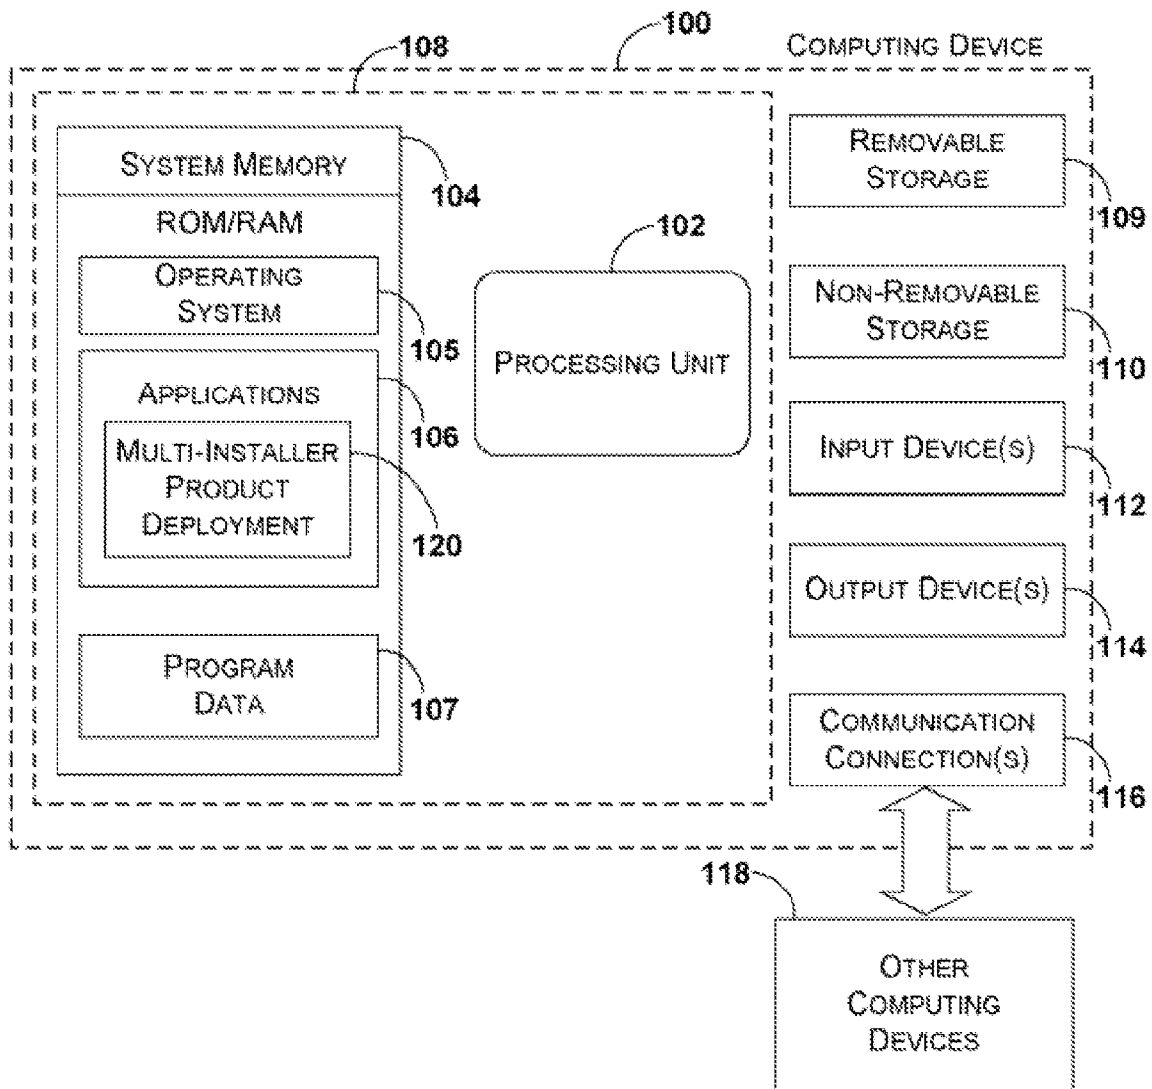 100
COMPUTING DEVICE
108
SYSTEM MEMORY
104
ROM/RAM
OPERATING
SYSTEM
105
APPLICATIONS
106
MULTI-INSTALLER
PRODUCT
DEPLOYMENT
120
PROGRAM
DATA
107
102
PROCESSING UNIT
REMOVABLE
STORAGE
109
NON-REMOVABLE
STORAGE
110
INPUT DEVICE(S)
112
OUTPUT DEVICE(S)
114
COMMUNICATION
CONNECTION(S)
116
118
OTHER
COMPUTING
DEVICES